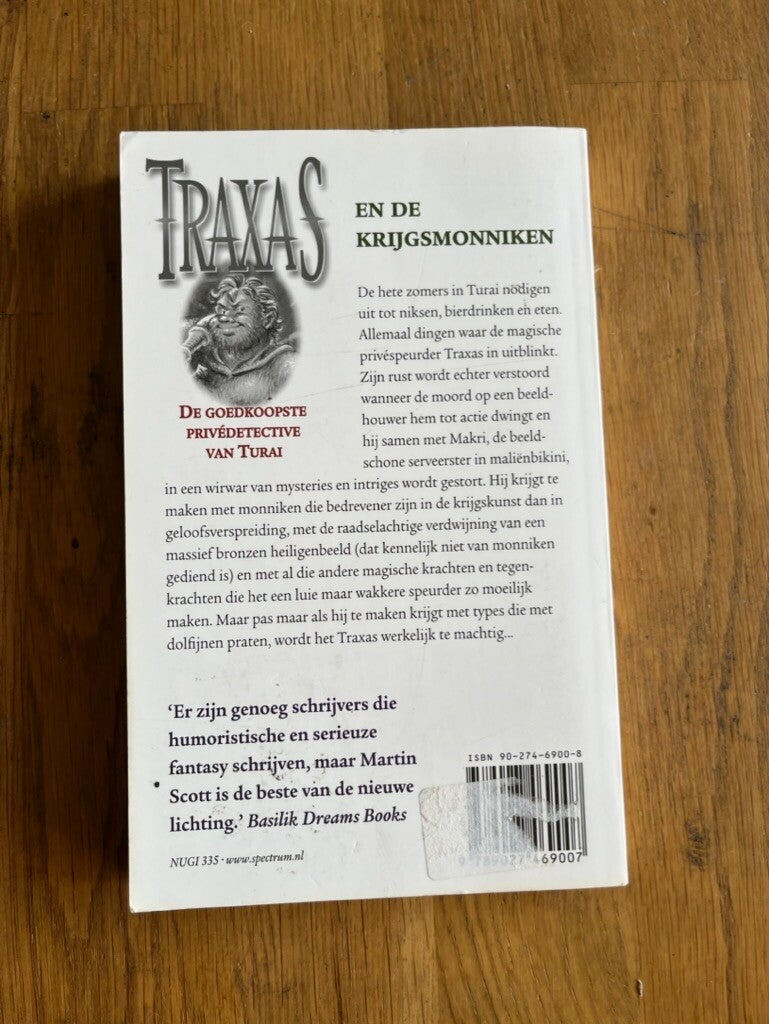 TRAXAS
EN DE
KRIJGSMONNIKEN
De hete zomers in Turai nodigen
uit tot niksen, bierdrinken en eten.
Allemaal dingen waar de magische
privéspeurder Traxas in uitblinkt.
Zijn rust wordt echter verstoord
wanneer de moord op een beeld-
houwer hem tot actie dwingt en
hij samen met Makri, de beeld-
schone serveerster in maliënbikini,
DE GOEDKOOPSTE
PRIVÉDETECTIVE
VAN TURAI
in een wirwar van mysteries en intriges wordt gestort. Hij krijgt te
maken met monniken die bedrevener zijn in de krijgskunst dan in
geloofsverspreiding, met de raadselachtige verdwijning van een
massief bronzen heiligenbeeld (dat kennelijk niet van monniken
gediend is) en met al die andere magische krachten en tegen-
krachten die het een luie maar wakkere speurder zo moeilijk
maken. Maar pas maar als hij te maken krijgt met types die met
dolfijnen praten, wordt het Traxas werkelijk te machtig...
‘Er zijn genoeg schrijvers die
humoristische en serieuze
fantasy schrijven, maar Martin
Scott is de beste van de nieuwe
lichting.’ Basilik Dreams Books
NUGI 335 · www.spectrum.nl
ISBN 90-274-6900-8
9 789027 469007